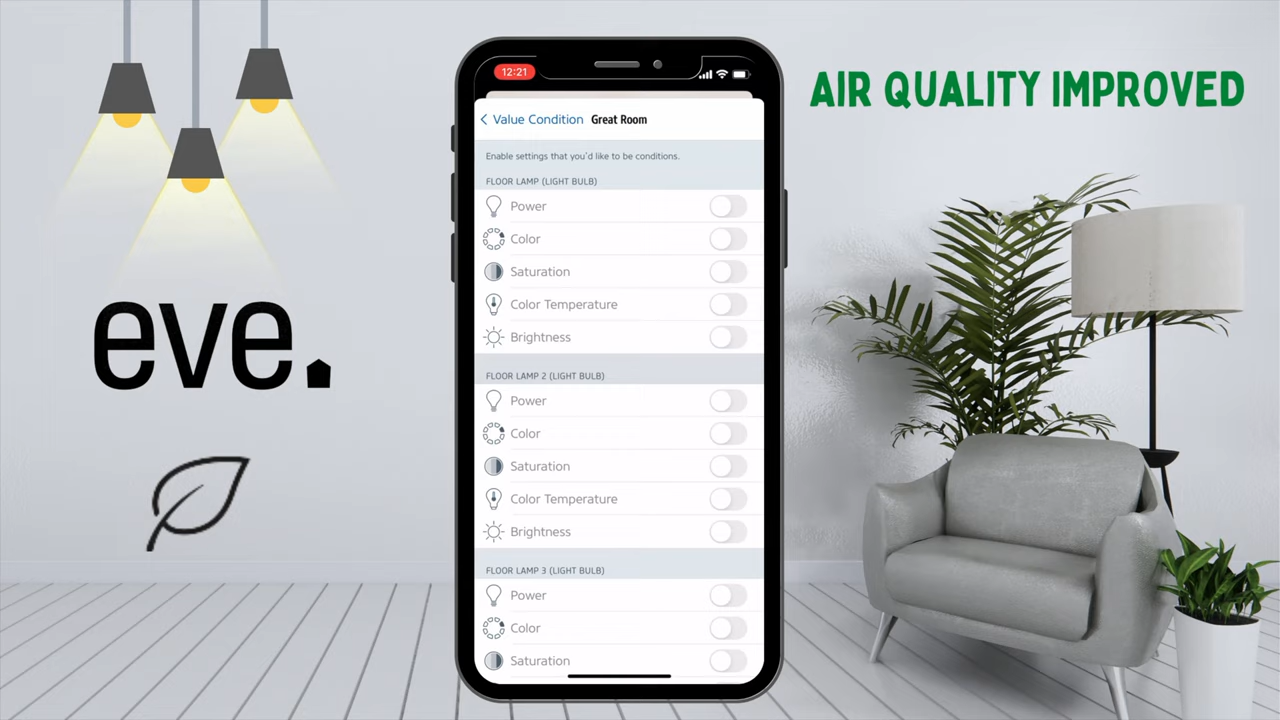 AIR QUALITY IMPROVED
eve.
12:21
Value Condition Great Room
Enable settings that you'd like to be conditions.
FLOOR LAMP (LIGHT BULB)
Power
Color
Saturation
Color Temperature
Brightness
FLOOR LAMP 2 (LIGHT BULB)
Power
Color
Saturation
Color Temperature
Brightness
FLOOR LAMP 3 (LIGHT BULB)
Power
Color
Saturation